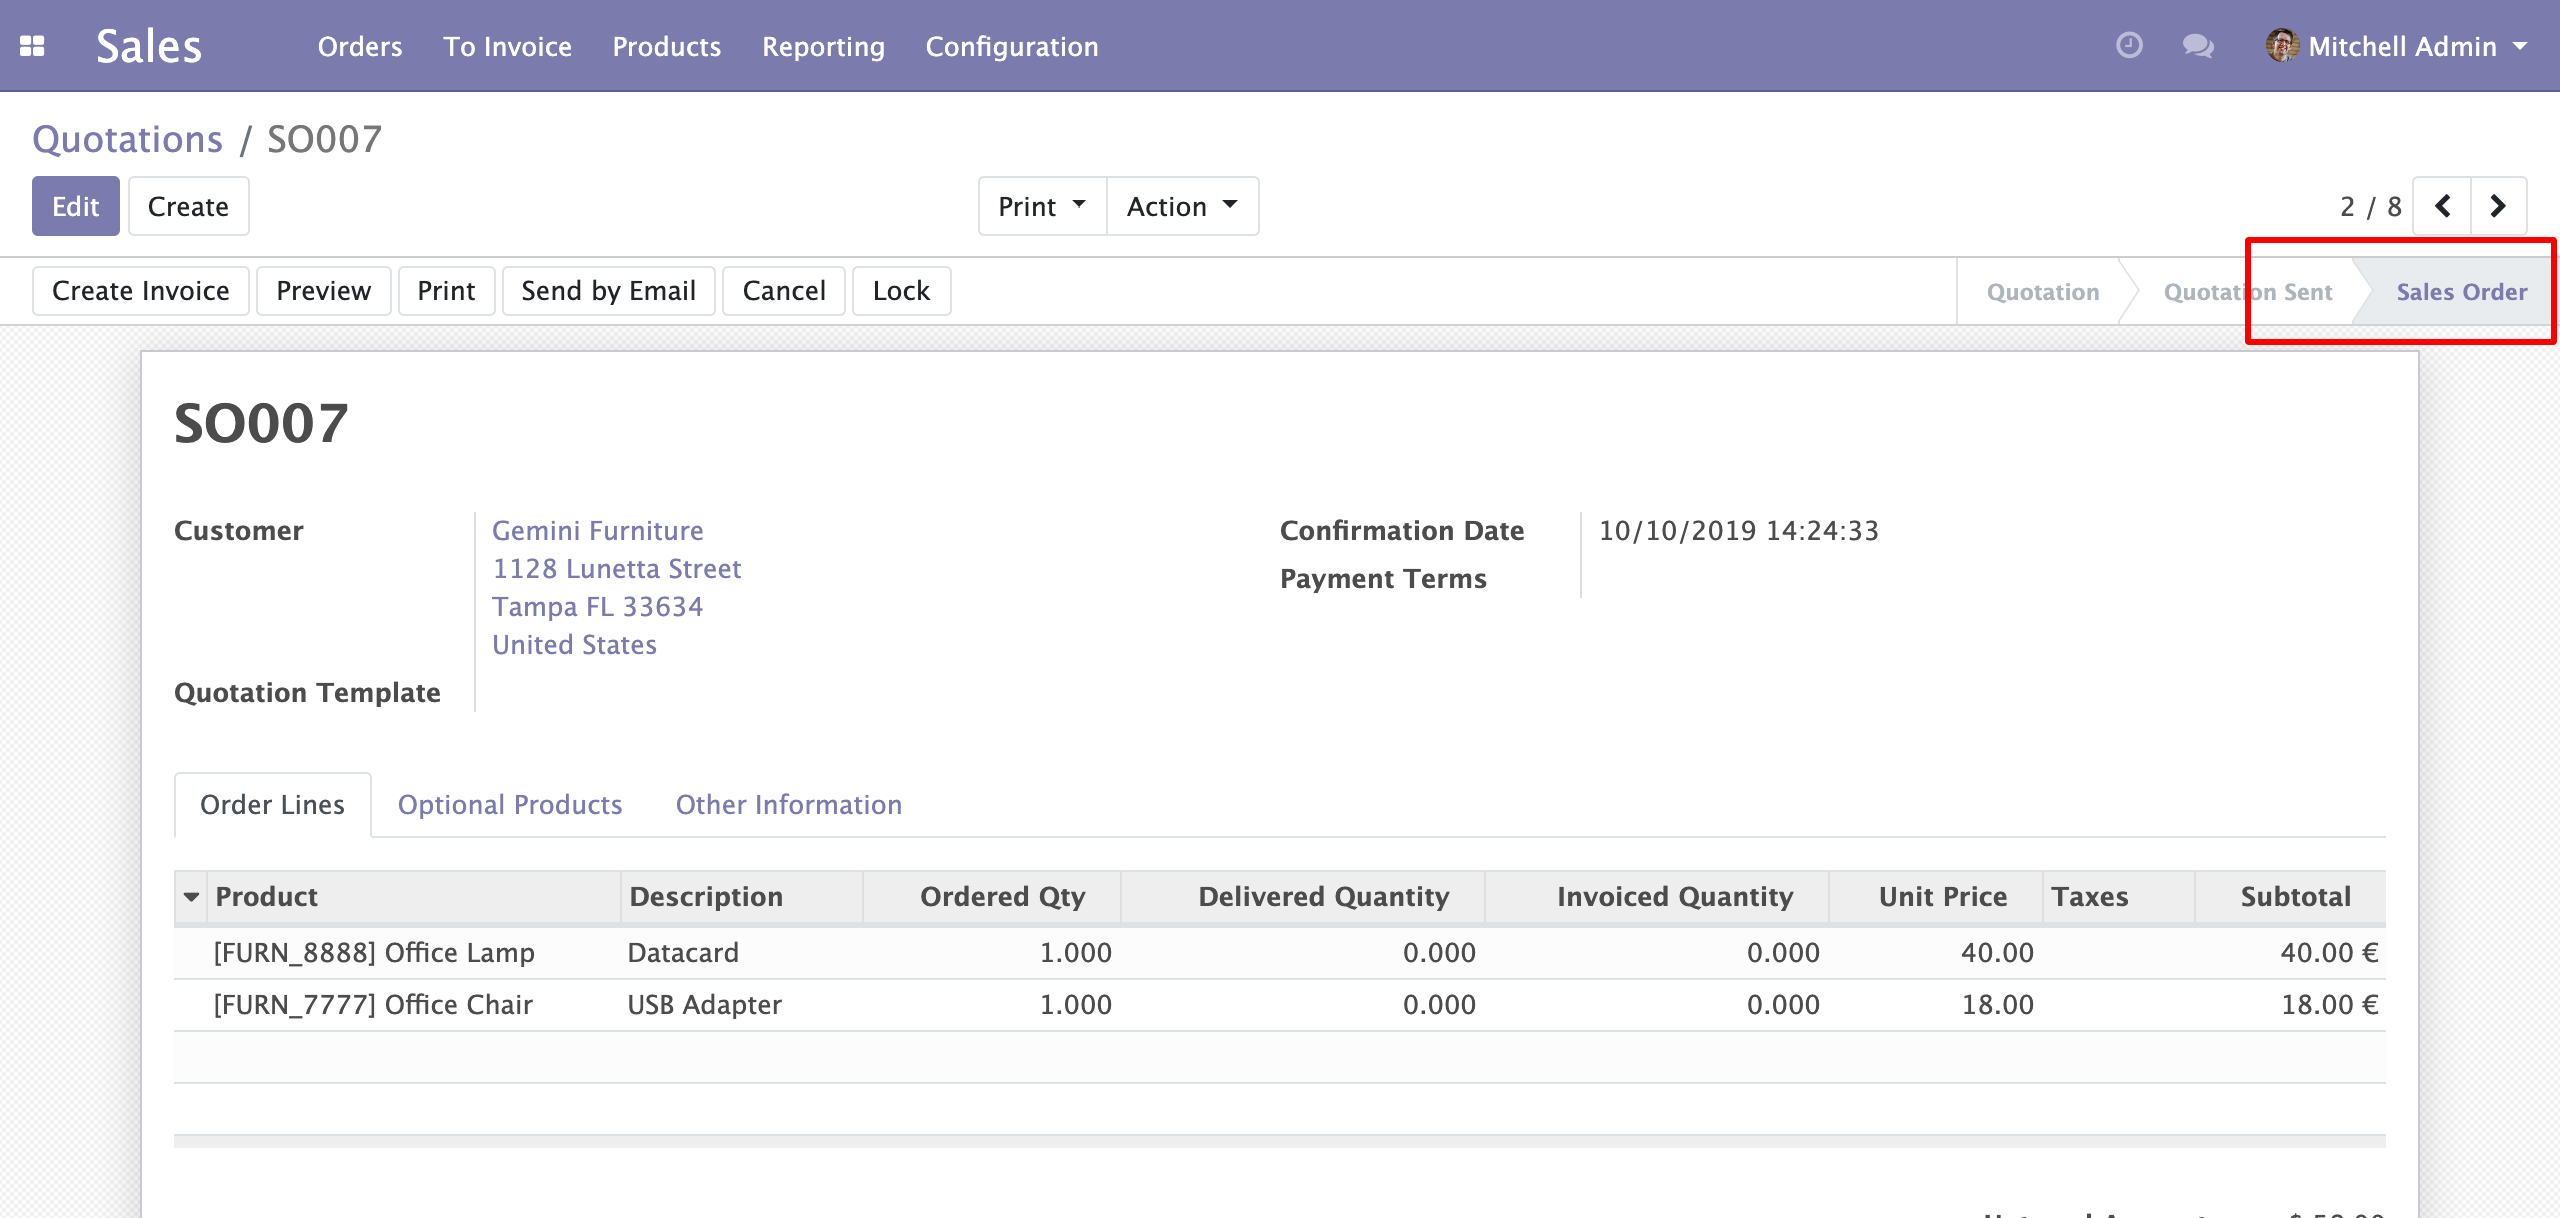 Sales Orders To Invoice Products Reporting Configuration Mitchell Admin
Quotations / SO007
Edit Create Print Action 2 / 8
Create Invoice Preview Print Send by Email Cancel Lock Quotation Quotation Sent Sales Order
SO007
Customer Gemini Furniture Confirmation Date 10/10/2019 14:24:33
1128 Lunetta Street Payment Terms
Tampa FL 33634
United States
Quotation Template
Order Lines Optional Products Other Information
Product Description Ordered Qty Delivered Quantity Invoiced Quantity Unit Price Taxes Subtotal
[FURN_8888] Office Lamp Datacard 1.000 0.000 0.000 40.00 40.00 €
[FURN_7777] Office Chair USB Adapter 1.000 0.000 0.000 18.00 18.00 €